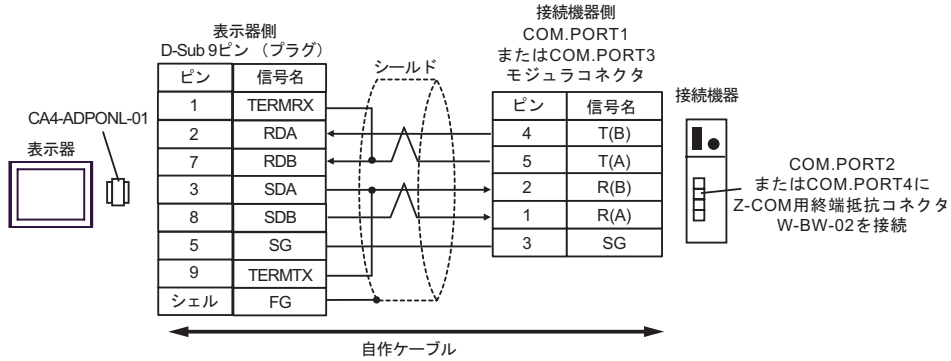 表示器側
D-Sub 9ピン （プラグ）
ピン 信号名
1 TERMRX
2 RDA
7 RDB
3 SDA
8 SDB
5 SG
9 TERMTX
シェル FG
シールド
接続機器側
COM.PORT1
またはCOM.PORT3
モジュラコネクタ
ピン 信号名
4 T(B)
5 T(A)
2 R(B)
1 R(A)
3 SG
CA4-ADPONL-01
表示器
接続機器
COM.PORT2
またはCOM.PORT4に
Z-COM用終端抵抗コネクタ
W-BW-02を接続
自作ケーブル